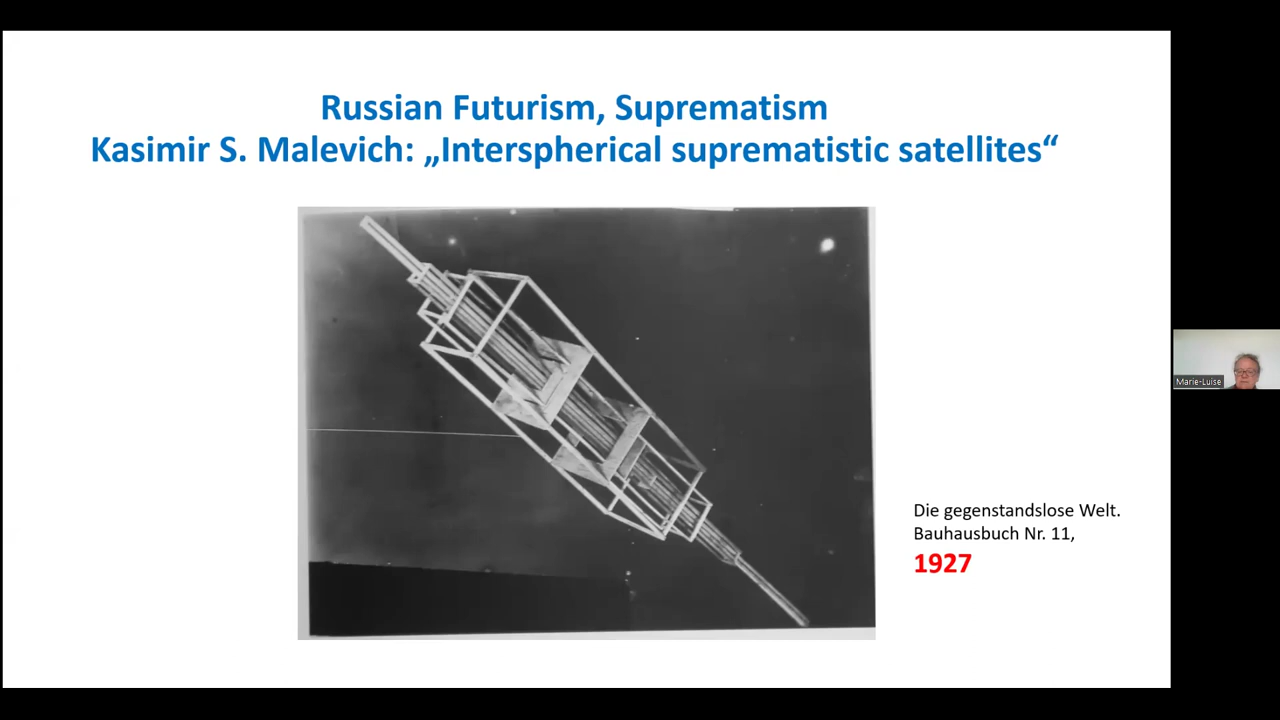 Russian Futurism, Suprematism
Kasimir S. Malevich: „Interspherical suprematistic satellites“
Die gegenstandslose Welt.
Bauhausbuch Nr. 11,
1927
Marie-Luise